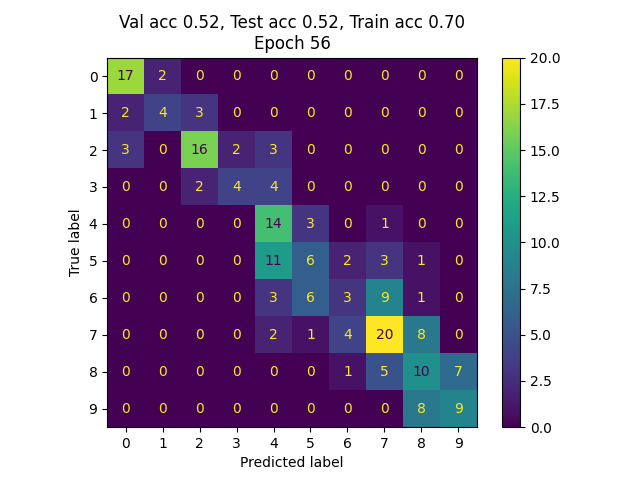 Val acc 0.52, Test acc 0.52, Train acc 0.70
Epoch 56
0 17 2 0 0 0 0 0 0 0 0
1 2 4 3 0 0 0 0 0 0 0
2 3 0 16 2 3 0 0 0 0 0
3 0 0 2 4 4 0 0 0 0 0
4 0 0 0 0 14 3 0 1 0 0
5 0 0 0 0 11 6 2 3 1 0
6 0 0 0 0 3 6 3 9 1 0
7 0 0 0 0 2 1 4 20 8 0
8 0 0 0 0 0 0 1 5 10 7
9 0 0 0 0 0 0 0 0 8 9
0 1 2 3 4 5 6 7 8 9
Predicted label
True label
20.0
17.5
15.0
12.5
10.0
7.5
5.0
2.5
0.0